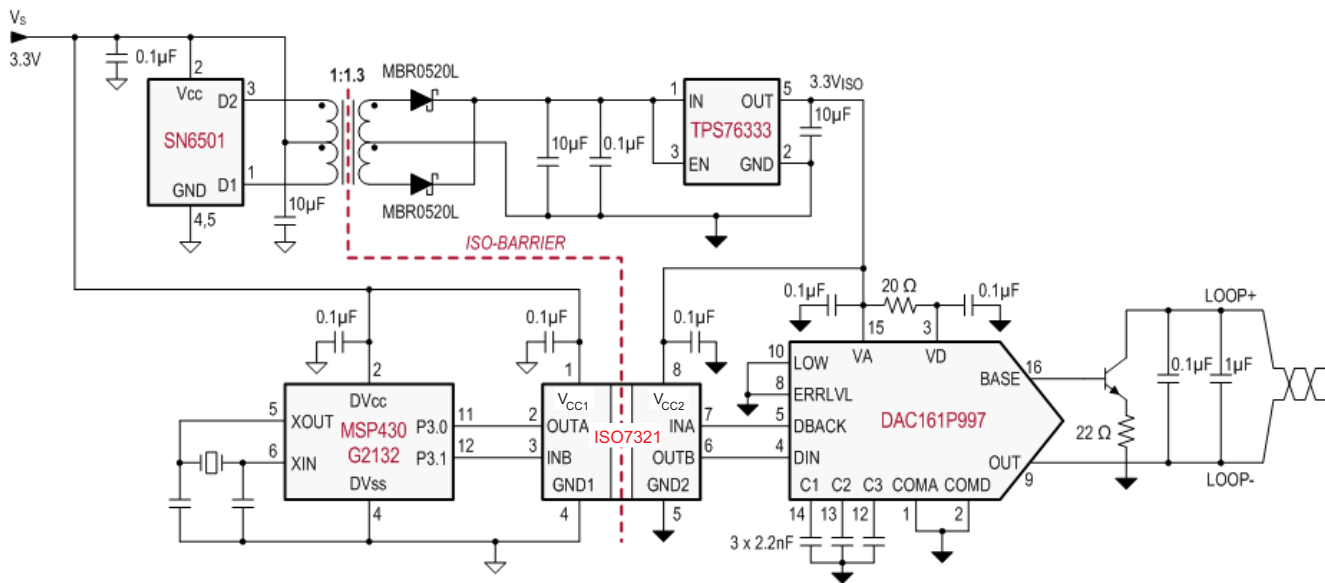 VS
3.3V
0.1µF
2
Vcc
D2
3
SN6501
D1
1
GND
4,5
10µF
1:1.3
MBR0520L
MBR0520L
10µF
0.1µF
1
IN
OUT
5
3.3VISO
TPS76333
10µF
3
EN
GND
2
ISO-BARRIER
0.1µF
2
DVcc
5
XOUT
MSP430
G2132
P3.0
11
6
XIN
P3.1
12
DVss
4
0.1µF
1
VCC1
2
OUTA
3
INB
GND1
4
ISO7321
0.1µF
8
VCC2
INA
7
OUTB
6
GND2
5
0.1µF
20 Ω
0.1µF
15
3
VA
VD
10
LOW
8
ERRLVL
5
DBACK
4
DIN
DAC161P997
BASE
16
OUT
9
C1
C2
C3
COMA
COMD
14
13
12
1
2
3 x 2.2nF
22 Ω
0.1µF
1µF
LOOP+
LOOP-